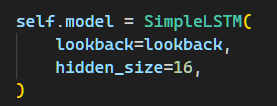 self.model = SimpleLSTM(
    lookback=lookback,
    hidden_size=16,
)